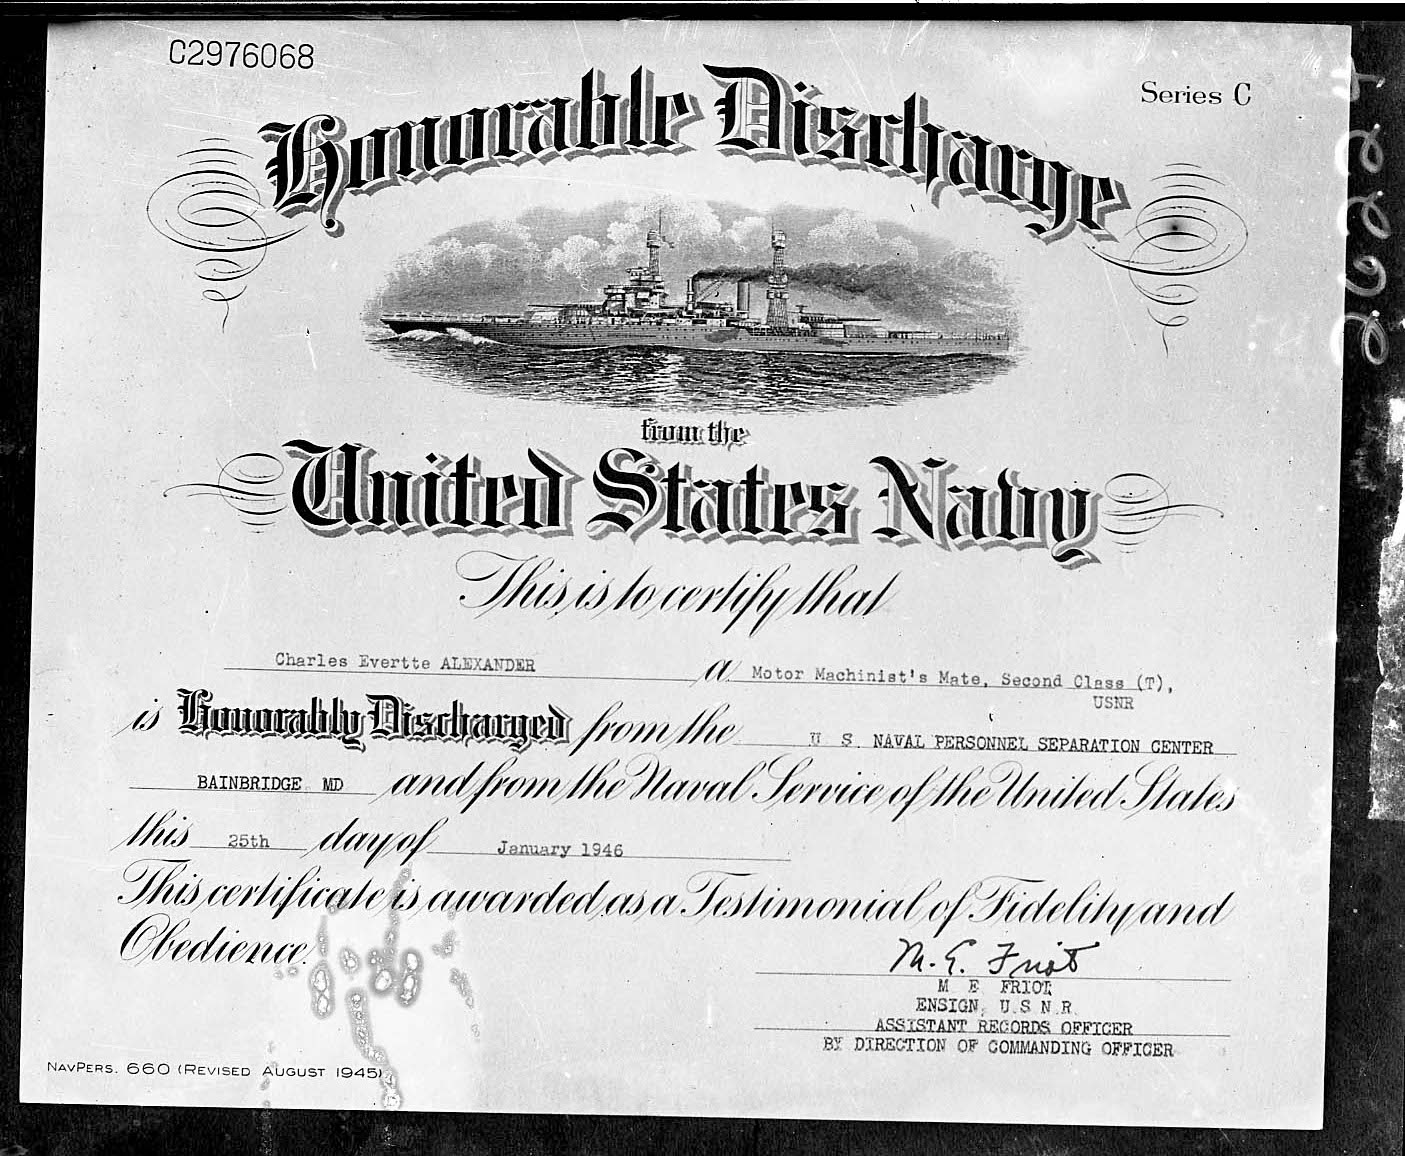 C2976068
Series C
Honorable Discharge
from the
United States Navy
This is to certify that
Charles Evertte ALEXANDER a Motor Machinist's Mate, Second Class (T),
USNR
is Honorably Discharged from the U. S. NAVAL PERSONNEL SEPARATION CENTER
BAINBRIDGE MD and from the Naval Service of the United States
this 25th day of January 1946
This certificate is awarded as a Testimonial of Fidelity and
Obedience.
M. E. Friot
M E FRIOT
ENSIGN, U.S.N.R.
ASSISTANT RECORDS OFFICER
BY DIRECTION OF COMMANDING OFFICER
NAVPERS. 660 (REVISED AUGUST 1945)